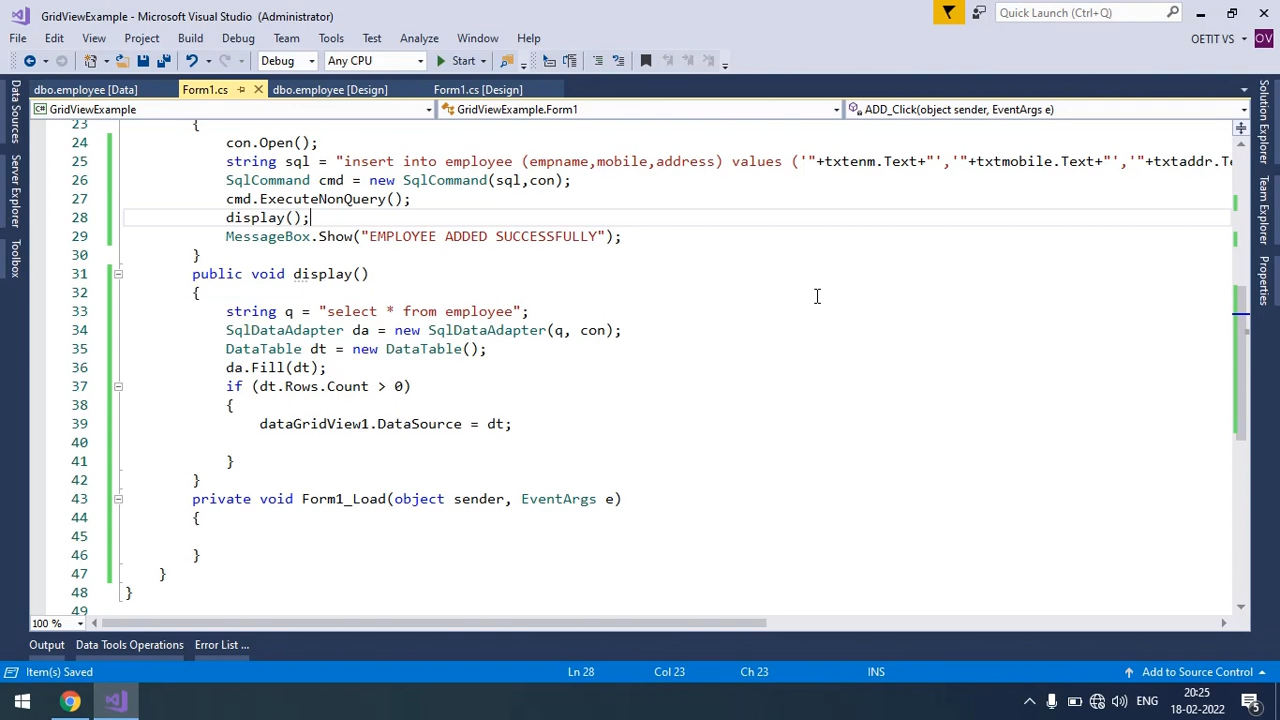 GridViewExample - Microsoft Visual Studio (Administrator)
Quick Launch (Ctrl+Q)
File Edit View Project Build Debug Team Tools Test Analyze Window Help
OETIT VS OV
Debug Any CPU Start
dbo.employee [Data] Form1.cs dbo.employee [Design] Form1.cs [Design]
GridViewExample GridViewExample.Form1 ADD_Click(object sender, EventArgs e)
Data Sources
Server Explorer
Toolbox
Solution Explorer
Team Explorer
Properties
23 {
24 con.Open();
25 string sql = "insert into employee (empname,mobile,address) values ('"+txtenm.Text+"','"+txtmobile.Text+"','"+txtaddr.Te
26 SqlCommand cmd = new SqlCommand(sql,con);
27 cmd.ExecuteNonQuery();
28 display();
29 MessageBox.Show("EMPLOYEE ADDED SUCCESSFULLY");
30 }
31 public void display()
32 {
33 string q = "select * from employee";
34 SqlDataAdapter da = new SqlDataAdapter(q, con);
35 DataTable dt = new DataTable();
36 da.Fill(dt);
37 if (dt.Rows.Count > 0)
38 {
39 dataGridView1.DataSource = dt;
40
41 }
42 }
43 private void Form1_Load(object sender, EventArgs e)
44 {
45
46 }
47 }
48 }
49
100 %
Output Data Tools Operations Error List ...
Item(s) Saved Ln 28 Col 23 Ch 23 INS Add to Source Control
ENG
20:25
18-02-2022
5